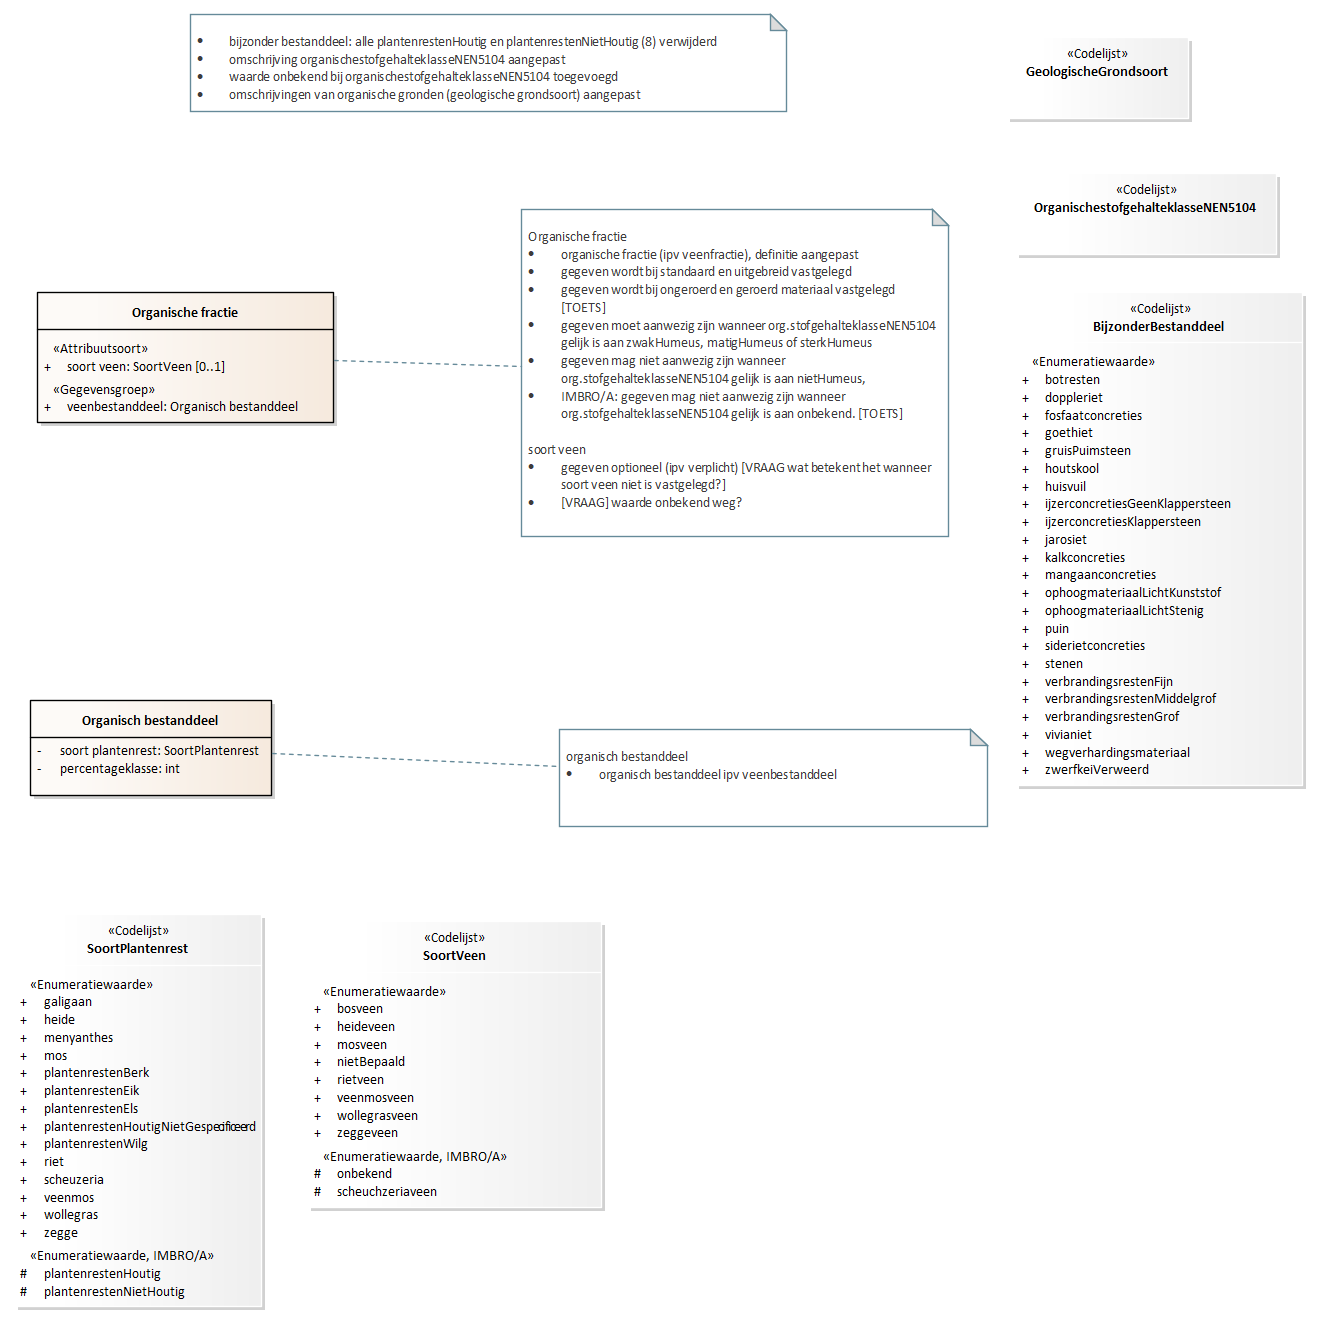 • bijzonder bestanddeel: alle plantenrestenHoutig en plantenrestenNietHoutig (8) verwijderd
• omschrijving organischestofgehalteklasseNEN5104 aangepast
• waarde onbekend bij organischestofgehalteklasseNEN5104 toegevoegd
• omschrijvingen van organische gronden (geologische grondsoort) aangepast
«Codelijst»
GeologischeGrondsoort
«Codelijst»
OrganischestofgehalteklasseNEN5104
Organische fractie
«Attribuutsoort»
+ soort veen: SoortVeen [0..1]
«Gegevensgroep»
+ veenbestanddeel: Organisch bestanddeel
Organische fractie
• organische fractie (ipv veenfractie), definitie aangepast
• gegeven wordt bij standaard en uitgebreid vastgelegd
• gegeven wordt bij ongeroerd en geroerd materiaal vastgelegd
[TOETS]
• gegeven moet aanwezig zijn wanneer org.stofgehalteklasseNEN5104
gelijk is aan zwakHumeus, matigHumeus of sterkHumeus
• gegeven mag niet aanwezig zijn wanneer
org.stofgehalteklasseNEN5104 gelijk is aan nietHumeus,
• IMBRO/A: gegeven mag niet aanwezig zijn wanneer
org.stofgehalteklasseNEN5104 gelijk is aan onbekend. [TOETS]
soort veen
• gegeven optioneel (ipv verplicht) [VRAAG wat betekent het wanneer
soort veen niet is vastgelegd?]
• [VRAAG] waarde onbekend weg?
«Codelijst»
BijzonderBestanddeel
«Enumeratiewaarde»
+ botresten
+ doppleriet
+ fosfaatconcreties
+ goethiet
+ gruisPuimsteen
+ houtskool
+ huisvuil
+ ijzerconcretiesGeenKlappersteen
+ ijzerconcretiesKlappersteen
+ jarosiet
+ kalkconcreties
+ mangaanconcreties
+ ophoogmateriaalLichtKunststof
+ ophoogmateriaalLichtStenig
+ puin
+ siderietconcreties
+ stenen
+ verbrandingsrestenFijn
+ verbrandingsrestenMiddelgrof
+ verbrandingsrestenGrof
+ vivianiet
+ wegverhardingsmateriaal
+ zwerfkeiVerweerd
Organisch bestanddeel
- soort plantenrest: SoortPlantenrest
- percentageklasse: int
organisch bestanddeel
• organisch bestanddeel ipv veenbestanddeel
«Codelijst»
SoortPlantenrest
«Enumeratiewaarde»
+ galigaan
+ heide
+ menyanthes
+ mos
+ plantenrestenBerk
+ plantenrestenEik
+ plantenrestenEls
+ plantenrestenHoutigNietGespecificeerd
+ plantenrestenWilg
+ riet
+ scheuzeria
+ veenmos
+ wollegras
+ zegge
«Enumeratiewaarde, IMBRO/A»
# plantenrestenHoutig
# plantenrestenNietHoutig
«Codelijst»
SoortVeen
«Enumeratiewaarde»
+ bosveen
+ heideveen
+ mosveen
+ nietBepaald
+ rietveen
+ veenmosveen
+ wollegrasveen
+ zeggeveen
«Enumeratiewaarde, IMBRO/A»
# onbekend
# scheuchzeriaveen